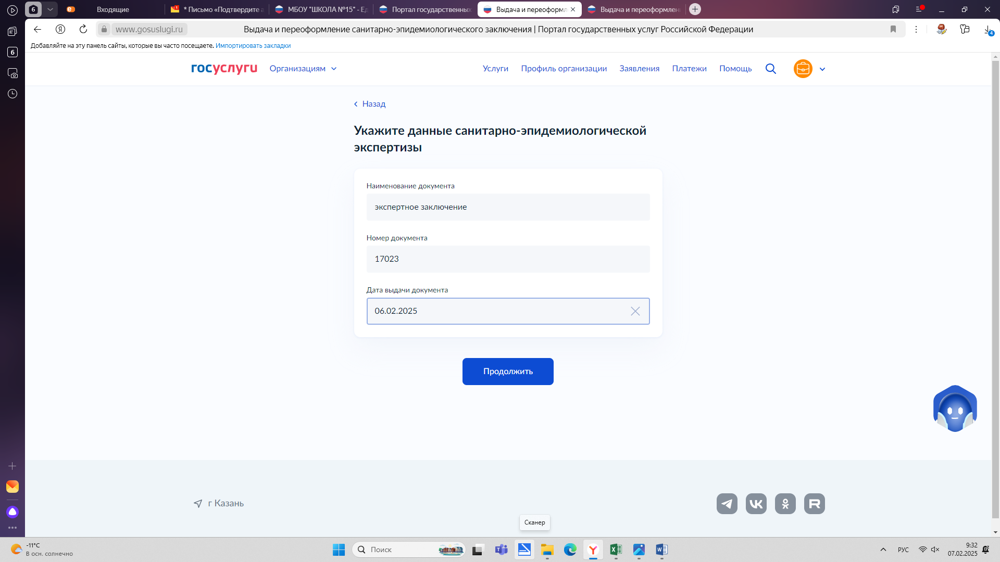 6
Входящие
* Письмо «Подтвердите а
МБОУ "ШКОЛА №15" - Ед
Портал государственных
Выдача и переоформл
Выдача и переоформлен
www.gosuslugi.ru
Выдача и переоформление санитарно-эпидемиологического заключения | Портал государственных услуг Российской Федерации
4
Добавляйте на эту панель сайты, которые вы часто посещаете. Импортировать закладки
6
госуслуги
Организациям
Услуги
Профиль организации
Заявления
Платежи
Помощь
Назад
Укажите данные санитарно-эпидемиологической
экспертизы
Наименование документа
экспертное заключение
Номер документа
17023
Дата выдачи документа
06.02.2025
Продолжить
г Казань
Сканер
-11°C
В осн. солнечно
Поиск
РУС
9:32
07.02.2025